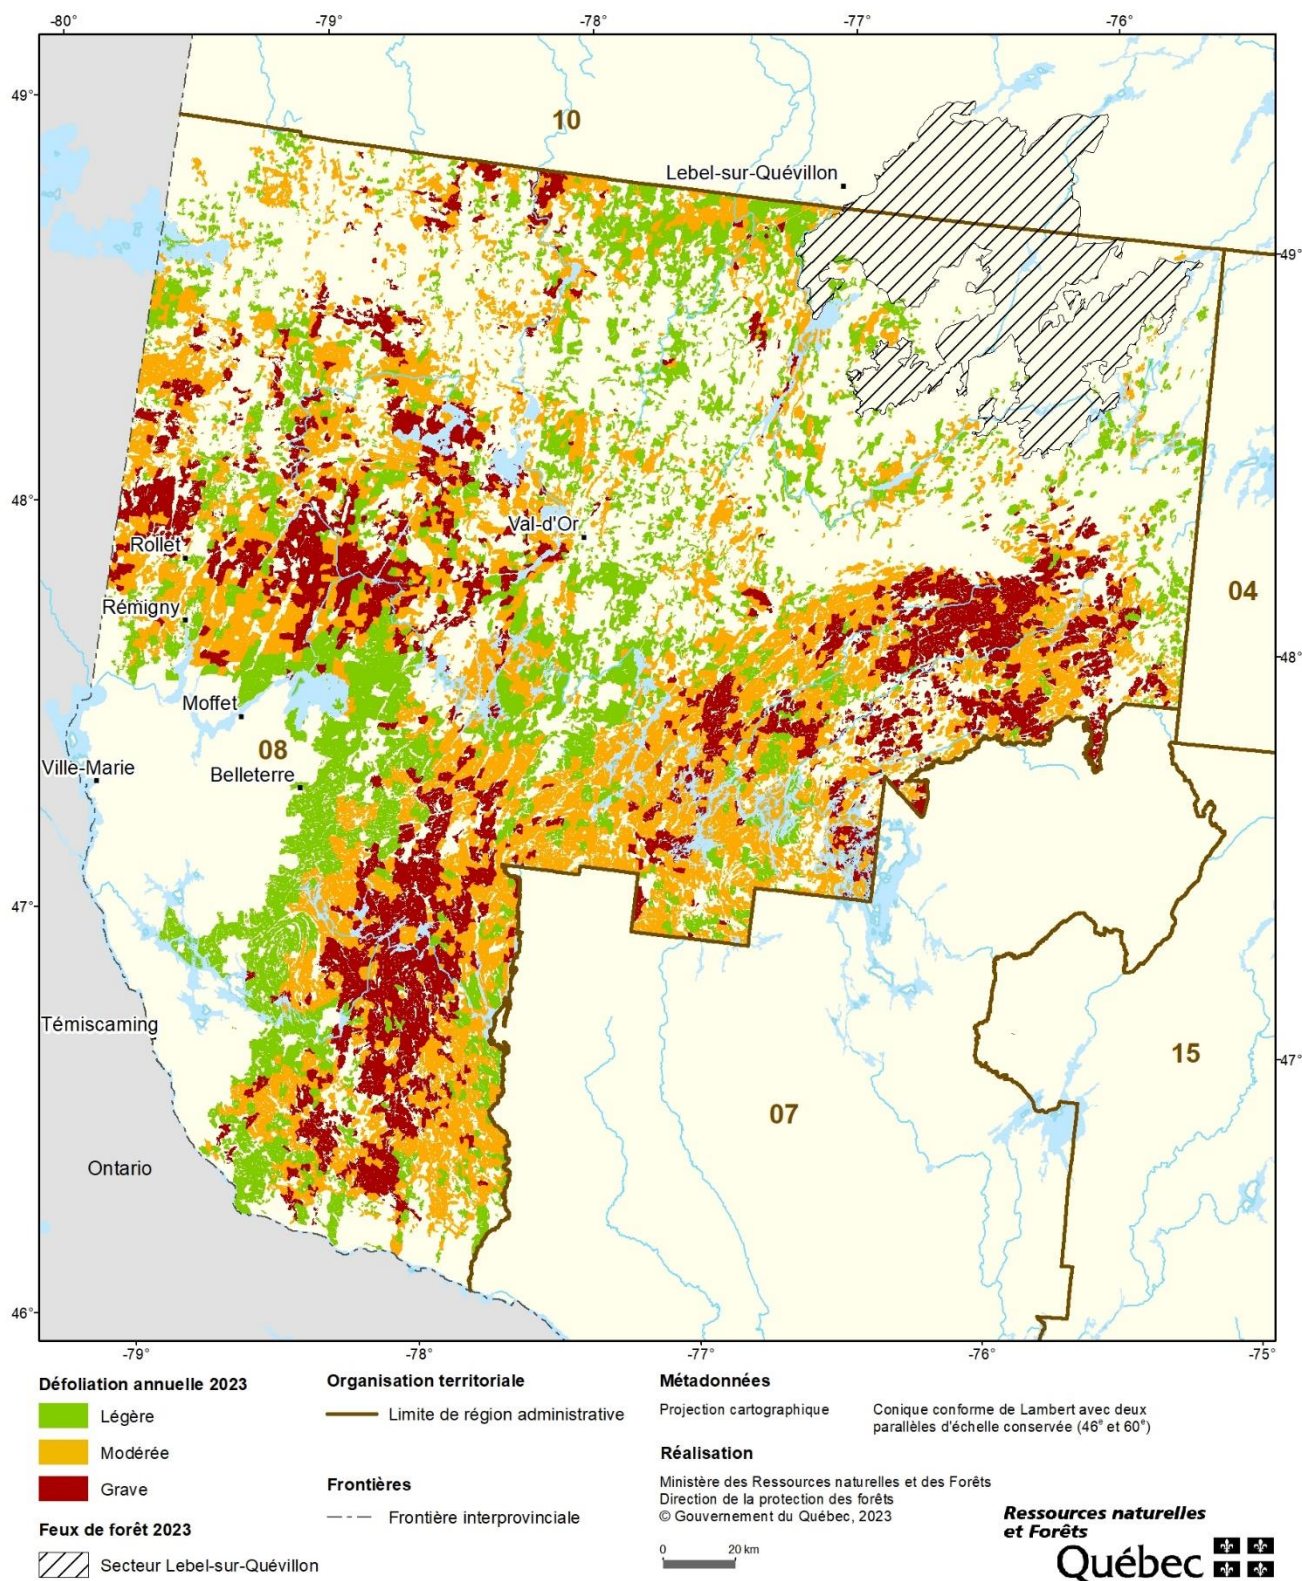 -80°
-79°
-78°
-77°
-76°
49°
10
Lebel-sur-Quévillon
49°
48°
Val-d'Or
Rollet
Rémigny
04
48°
Moffet
08
Ville-Marie
Belleterre
47°
Témiscaming
15
47°
07
Ontario
46°
-79°
-78°
-77°
-76°
-75°
Défoliation annuelle 2023
Légère
Modérée
Grave
Feux de forêt 2023
Secteur Lebel-sur-Quévillon
Organisation territoriale
Limite de région administrative
Frontières
Frontière interprovinciale
Métadonnées
Projection cartographique
Conique conforme de Lambert avec deux
parallèles d'échelle conservée (46e et 60e)
Réalisation
Ministère des Ressources naturelles et des Forêts
Direction de la protection des forêts
© Gouvernement du Québec, 2023
0 20 km
Ressources naturelles
et Forêts
Québec